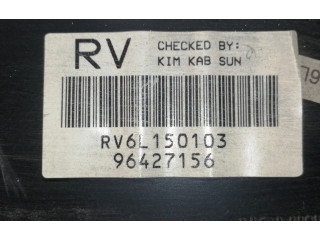 RV
CHECKED BY:
KIM KAB SUN
RV6L150103
96427156